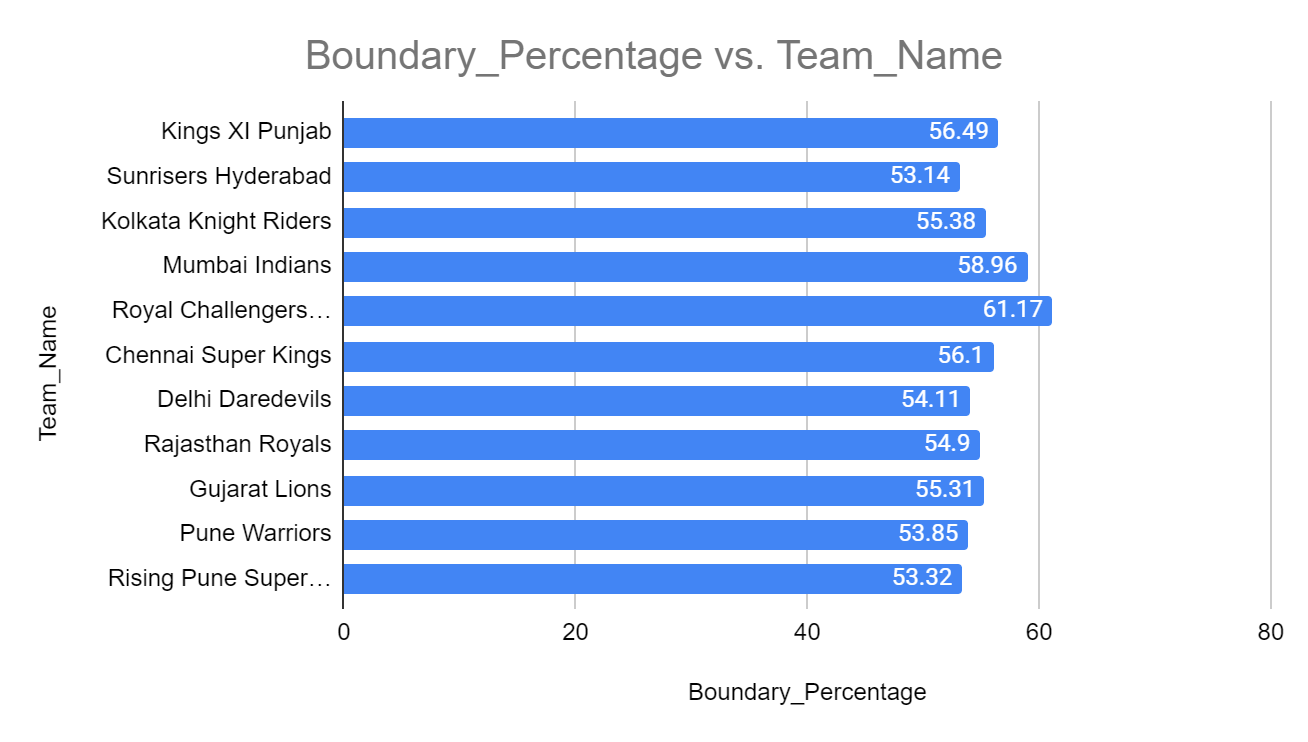 Boundary_Percentage vs. Team_Name
Team_Name
Kings XI Punjab 56.49
Sunrisers Hyderabad 53.14
Kolkata Knight Riders 55.38
Mumbai Indians 58.96
Royal Challengers… 61.17
Chennai Super Kings 56.1
Delhi Daredevils 54.11
Rajasthan Royals 54.9
Gujarat Lions 55.31
Pune Warriors 53.85
Rising Pune Super… 53.32
0 20 40 60 80
Boundary_Percentage